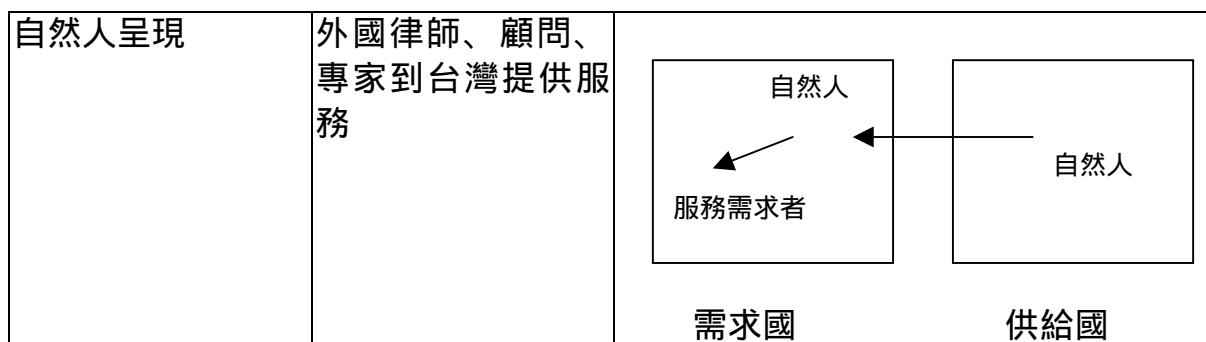 自然人呈現
外國律師、顧問、
專家到台灣提供服
務
自然人
自然人
服務需求者
需求國
供給國